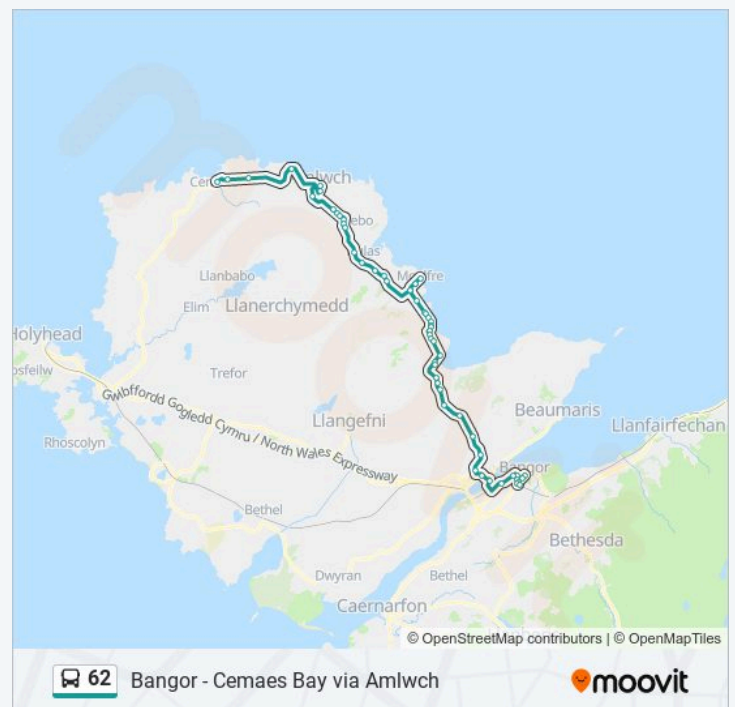 Amlwch
Llanbabo
Moelfre
Elim
Llanerchymedd
Holyhead
Trefor
Gwibffordd Gogledd Cymru / North Wales Expressway
Beaumaris
Llangefni
Llanfairfechan
Rhoscolyn
Bangor
Bethel
Bethesda
Dwyran
Bethel
Caernarfon
© OpenStreetMap contributors | © OpenMapTiles
62 Bangor - Cemaes Bay via Amlwch
moovit